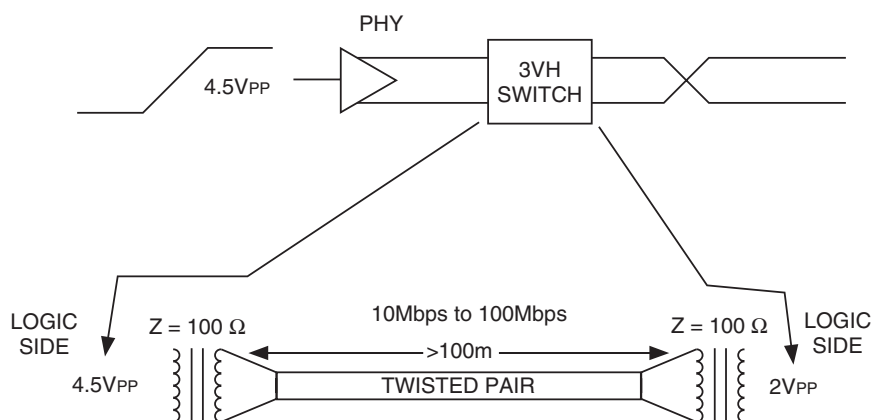 PHY
4.5VPP
3VH
SWITCH
10Mbps to 100Mbps
LOGIC
SIDE
Z = 100 Ω
Z = 100 Ω
LOGIC
SIDE
>100m
4.5VPP
TWISTED PAIR
2VPP